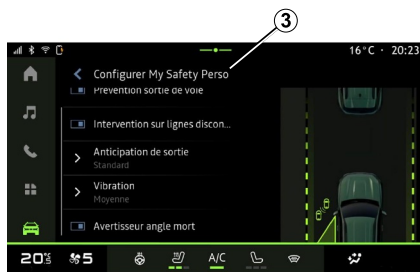 3
16°C · 20:23
Configurer My Safety Perso
Prévention sortie de voie
Intervention sur lignes discon...
Anticipation de sortie
Standard
Vibration
Moyenne
Avertisseur angle mort
20 5 A/C